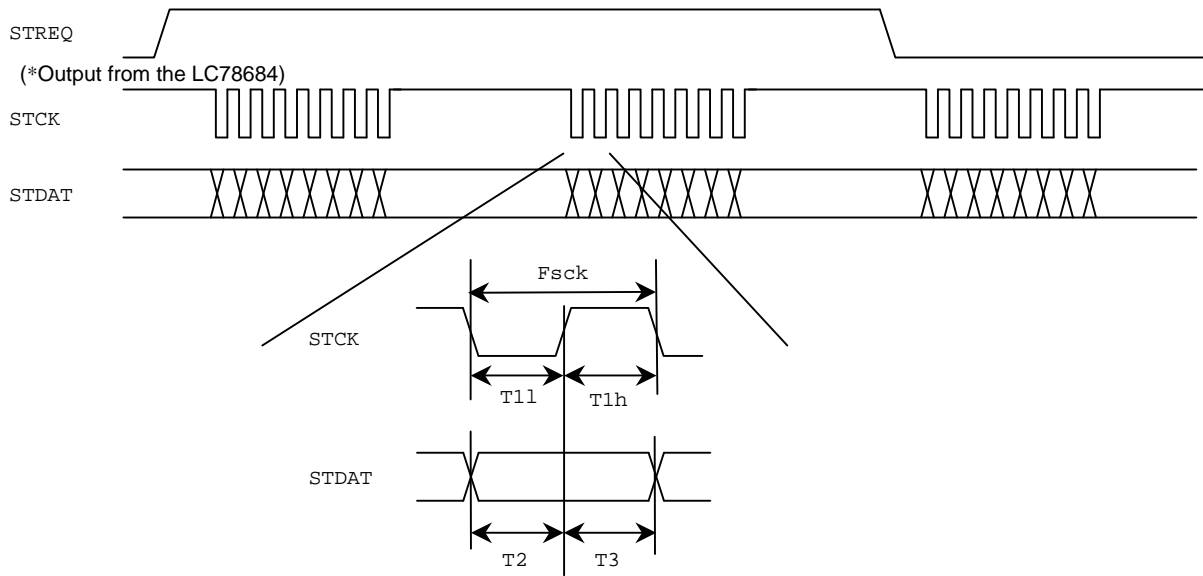 STREQ
(*Output from the LC78684)
STCK
STDAT
Fsck
STCK
T1l T1h
STDAT
T2 T3